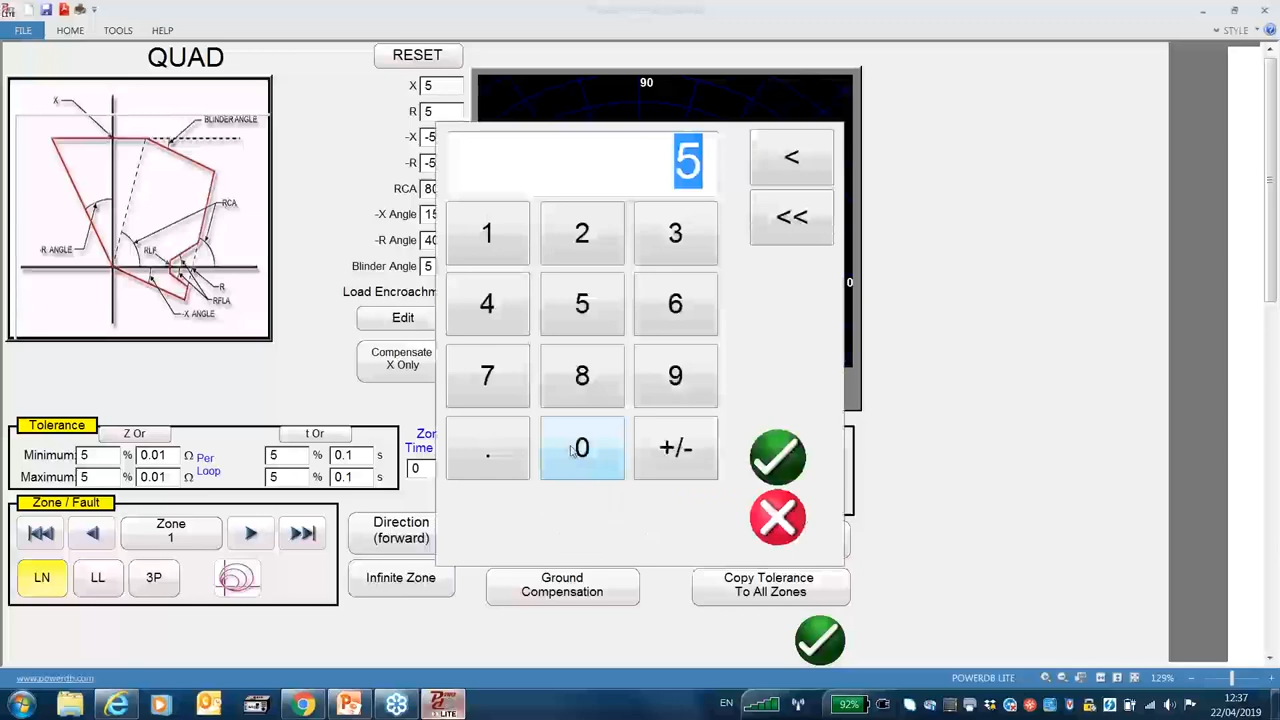 FILE HOME TOOLS HELP STYLE
QUAD
RESET
X
BLINDER ANGLE
RCA
-R ANGLE
RLF
R
RFLA
-X ANGLE
X 5
R 5
-X -5
-R -5
RCA 80
-X Angle 15
-R Angle 40
Blinder Angle 5
Load Encroachm
Edit
Compensate
X Only
90
0
5
<
<<
1 2 3
4 5 6
7 8 9
. 0 +/-
Tolerance
Z Or t Or
Minimum: 5 % 0.01 Ω Per 5 % 0.1 s
Maximum: 5 % 0.01 Ω Loop 5 % 0.1 s
Zon
Time
0
Zone / Fault
Zone
1
LN LL 3P
Direction
(forward)
Infinite Zone
Ground
Compensation
Copy Tolerance
To All Zones
www.powerdb.com
POWERDB LITE
129%
EN
92%
12:37
22/04/2019